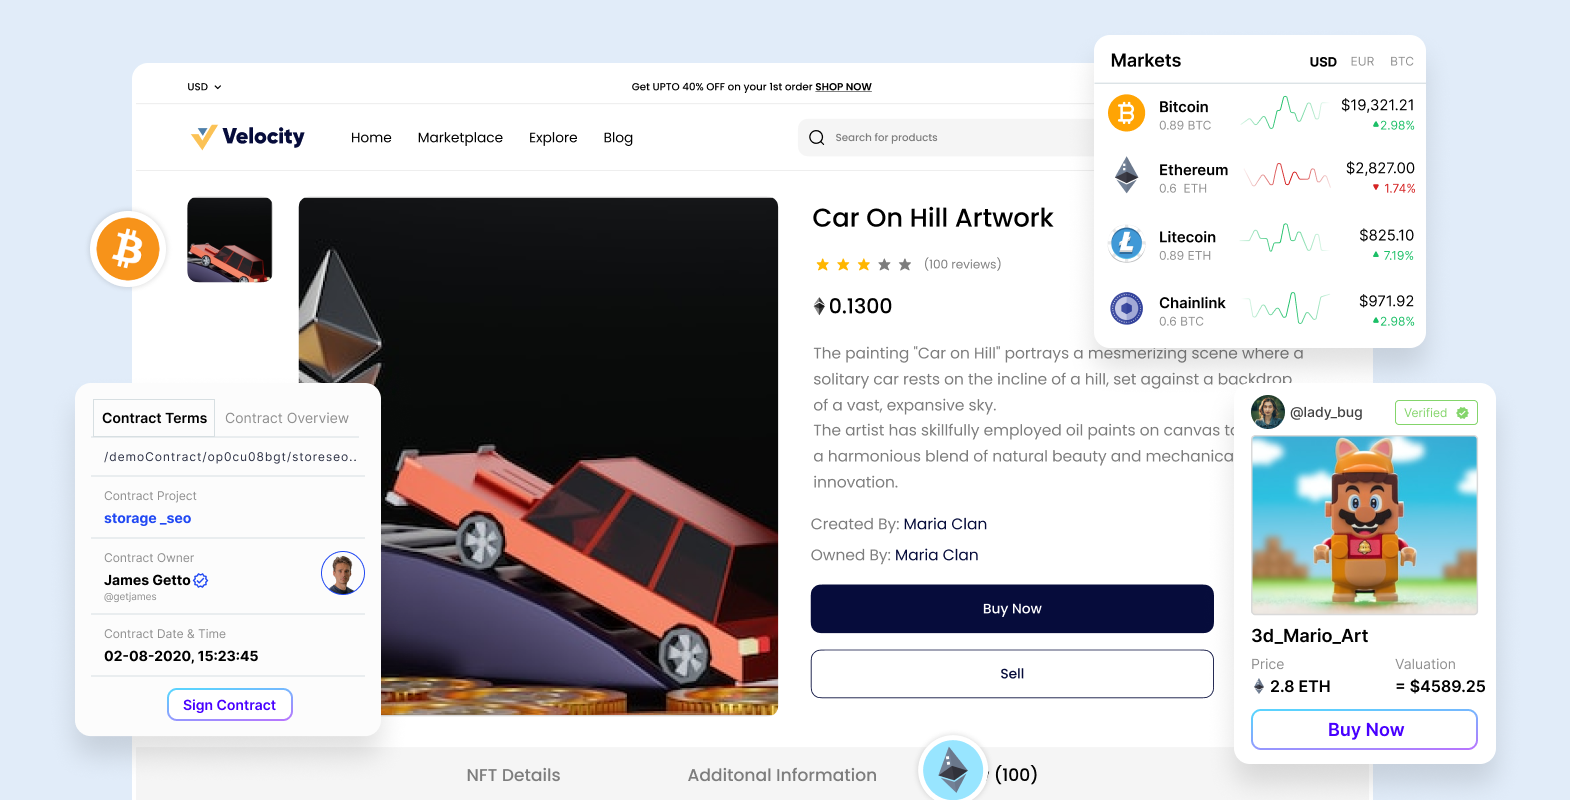 USD
Get UPTO 40% OFF on your 1st order SHOP NOW
Velocity
Home Marketplace Explore Blog
Search for products
Markets
USD EUR BTC
Bitcoin $19,321.21
0.89 BTC 2.98%
Ethereum $2,827.00
0.6 ETH 1.74%
Litecoin $825.10
0.89 ETH 7.19%
Chainlink $971.92
0.6 BTC 2.98%
Car On Hill Artwork
(100 reviews)
0.1300
The painting "Car on Hill" portrays a mesmerizing scene where a
solitary car rests on the incline of a hill, set against a backdrop
of a vast, expansive sky.
The artist has skillfully employed oil paints on canvas to
a harmonious blend of natural beauty and mechanica
innovation.
Created By: Maria Clan
Owned By: Maria Clan
Buy Now
Sell
Contract Terms Contract Overview
/demoContract/op0cu08bgt/storeseo..
Contract Project
storage _seo
Contract Owner
James Getto
@getjames
Contract Date & Time
02-08-2020, 15:23:45
Sign Contract
@lady_bug Verified
3d_Mario_Art
Price Valuation
2.8 ETH = $4589.25
Buy Now
NFT Details Additonal Information (100)